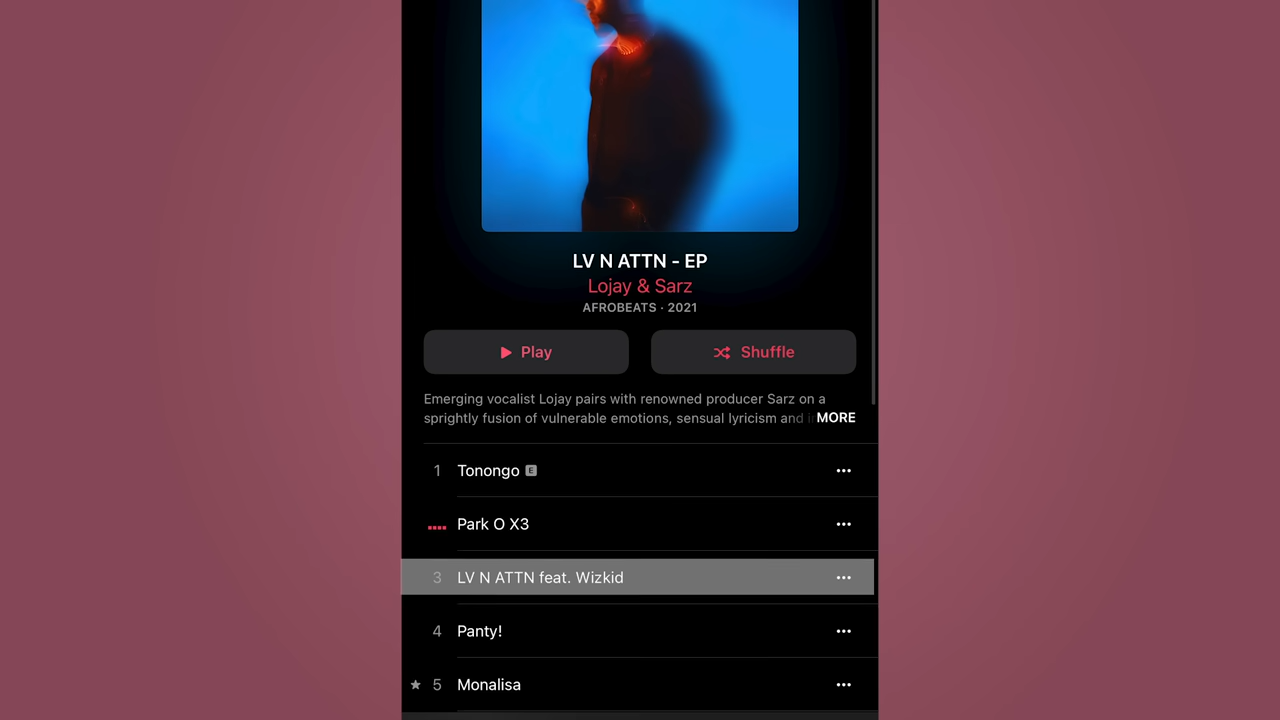 LV N ATTN - EP
Lojay & Sarz
AFROBEATS · 2021
Play
Shuffle
Emerging vocalist Lojay pairs with renowned producer Sarz on a
sprightly fusion of vulnerable emotions, sensual lyricism and MORE
1 Tonongo E
Park O X3
3 LV N ATTN feat. Wizkid
4 Panty!
5 Monalisa